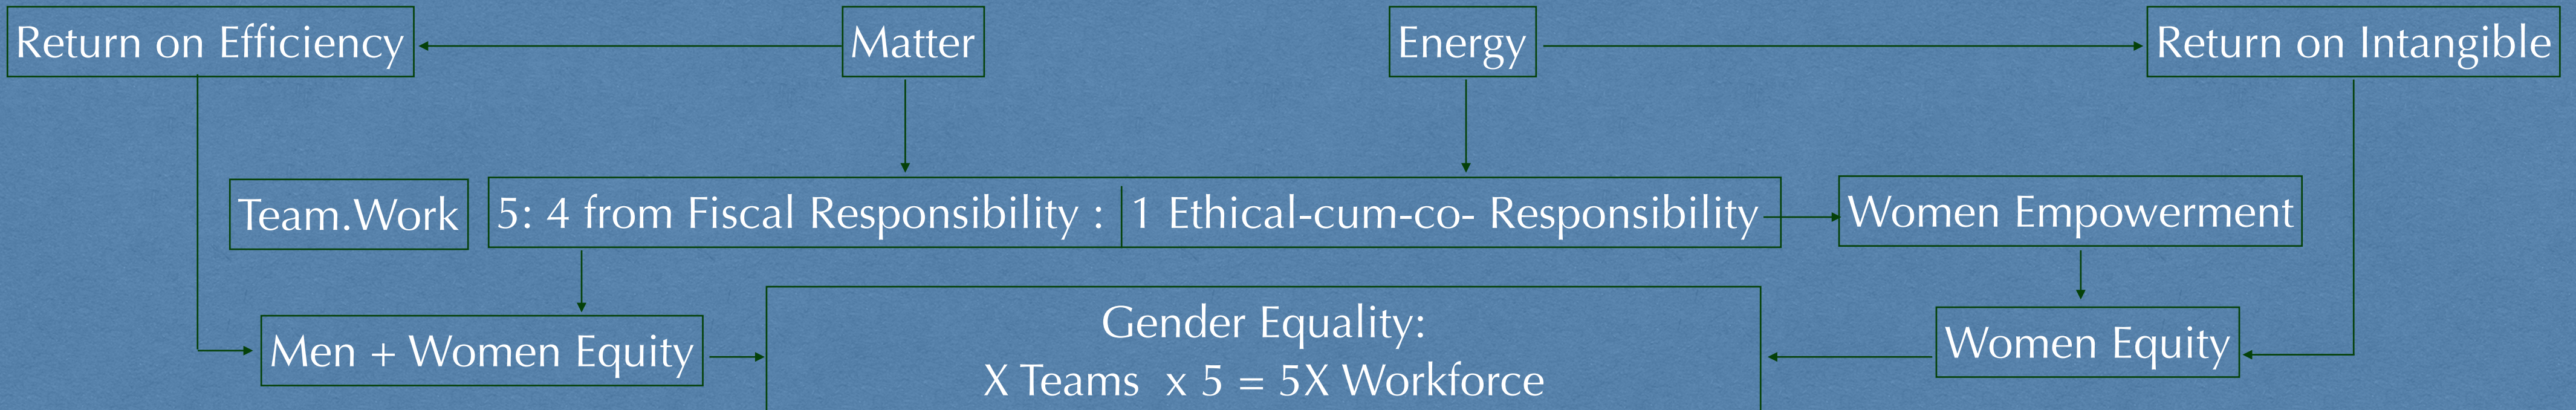 Return on Efficiency
Matter
Energy
Return on Intangible
Team.Work
5: 4 from Fiscal Responsibility :
1 Ethical-cum-co- Responsibility
Women Empowerment
Men + Women Equity
Gender Equality:
X Teams x 5 = 5X Workforce
Women Equity